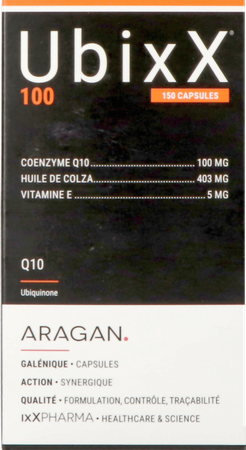 UbixX®
100
150 CAPSULES
COENZYME Q10 100 MG
HUILE DE COLZA 403 MG
VITAMINE E 5 MG
Q10
Ubiquinone
ARAGAN.
GALÉNIQUE • CAPSULES
ACTION • SYNERGIQUE
QUALITÉ • FORMULATION, CONTRÔLE, TRAÇABILITÉ
IXXPHARMA • HEALTHCARE & SCIENCE